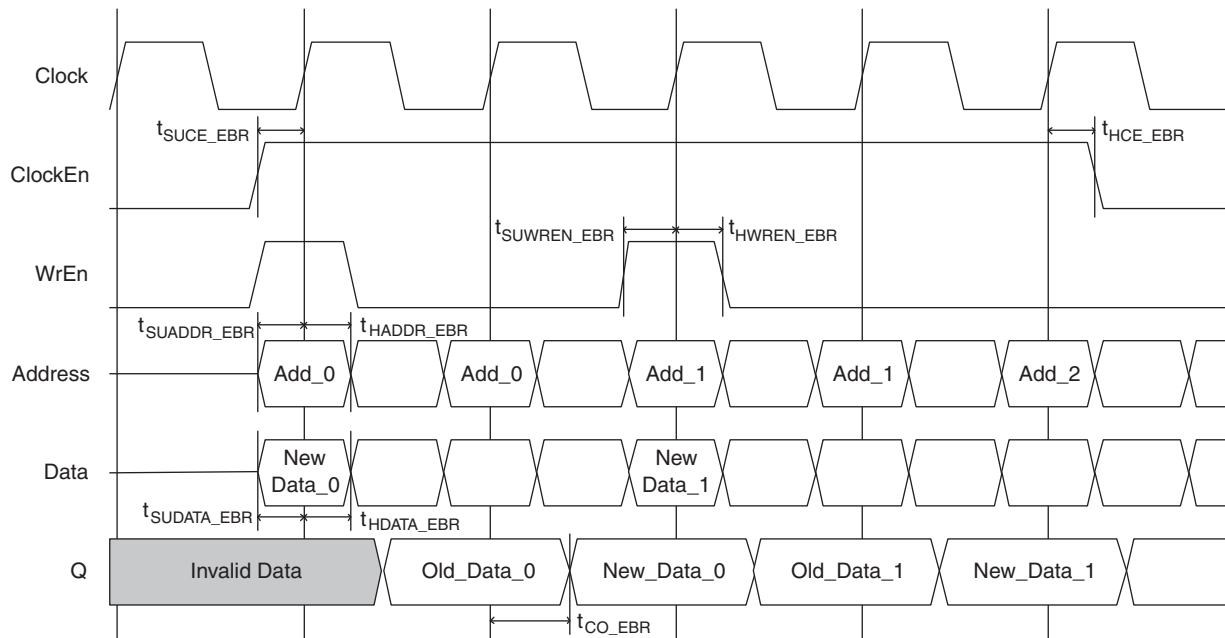 Clock
t_SUCE_EBR
t_HCE_EBR
ClockEn
t_SUWREN_EBR
t_HWREN_EBR
WrEn
t_SUADDR_EBR
t_HADDR_EBR
Address
Add_0
Add_0
Add_1
Add_1
Add_2
Data
New
Data_0
New
Data_1
t_SUDATA_EBR
t_HDATA_EBR
Q
Invalid Data
Old_Data_0
New_Data_0
Old_Data_1
New_Data_1
t_CO_EBR